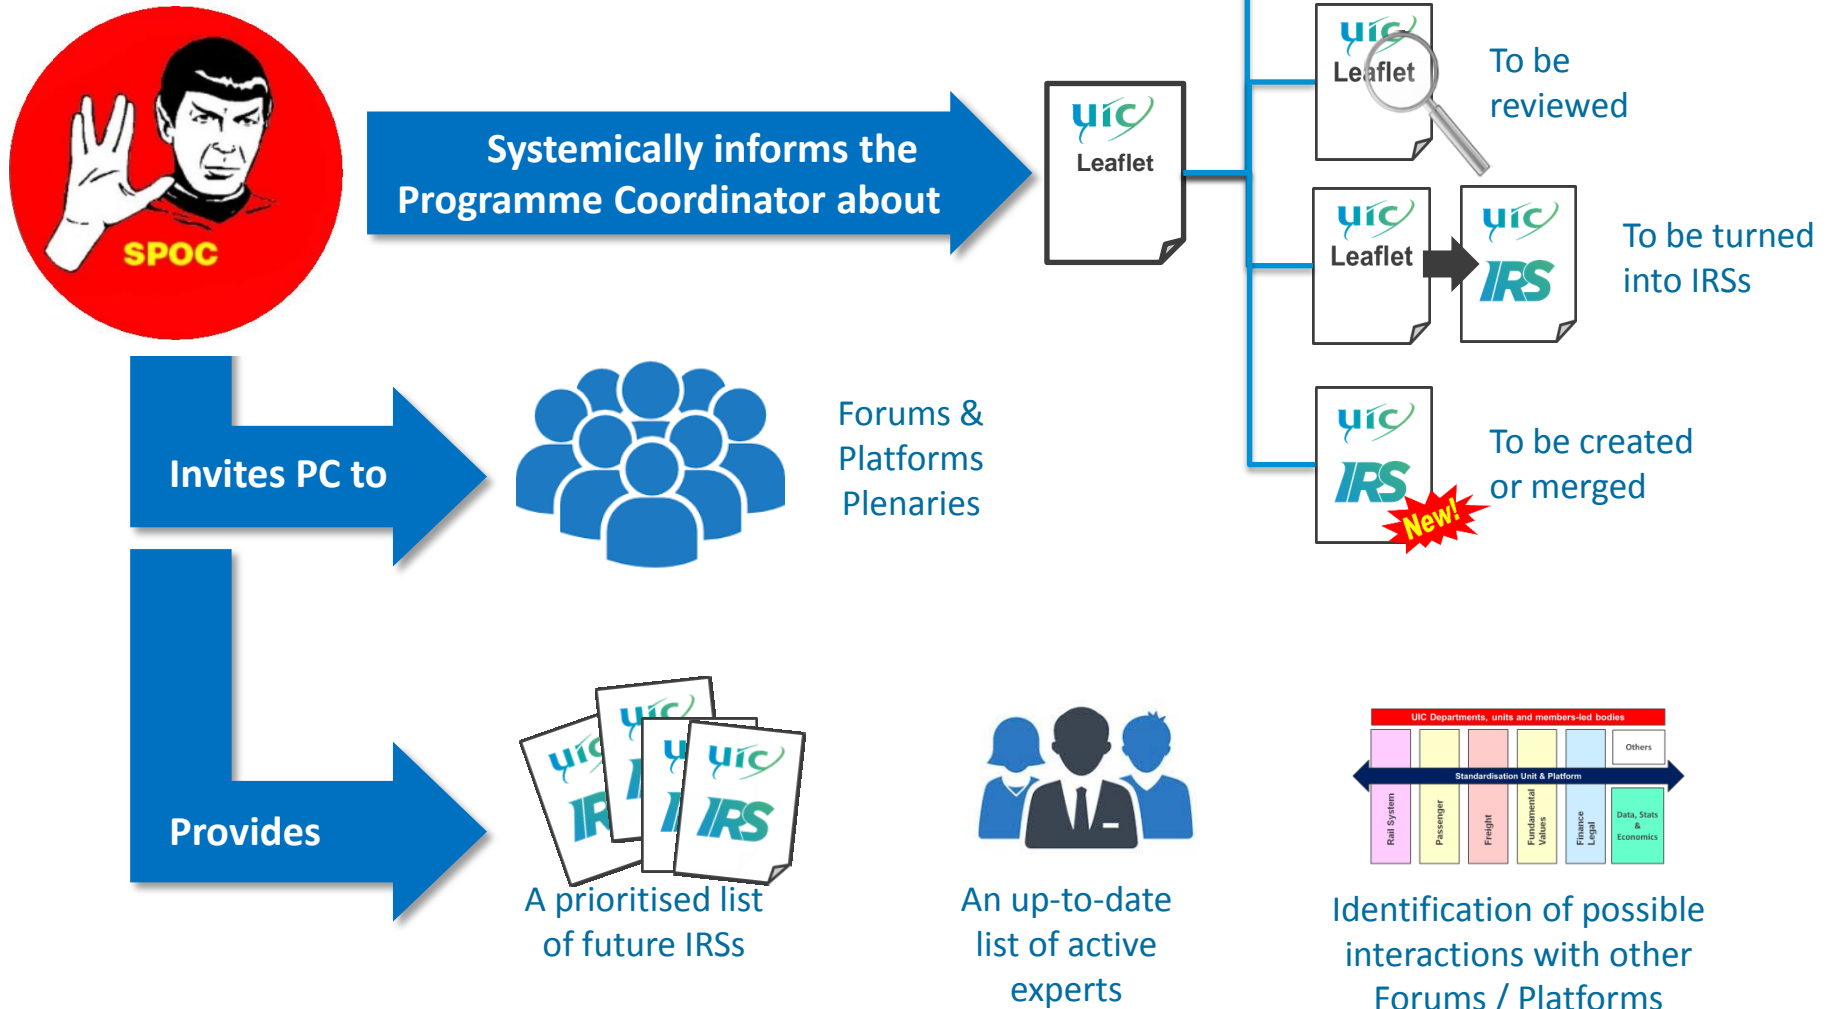 SPOC
Systemically informs the
Programme Coordinator about
uic
Leaflet
uic
Leaflet
To be
reviewed
uic
Leaflet
uic
IRS
To be turned
into IRSs
uic
IRS
New!
To be created
or merged
Invites PC to
Forums &
Platforms
Plenaries
Provides
uic
IRS
uic
I
u
I
uic
IRS
A prioritised list
of future IRSs
An up-to-date
list of active
experts
UIC Departments, units and members-led bodies
Others
Standardisation Unit & Platform
Rail System
Passenger
Freight
Fundamental
Values
Finance
Legal
Data, Stats
&
Economics
Identification of possible
interactions with other
Forums / Platforms